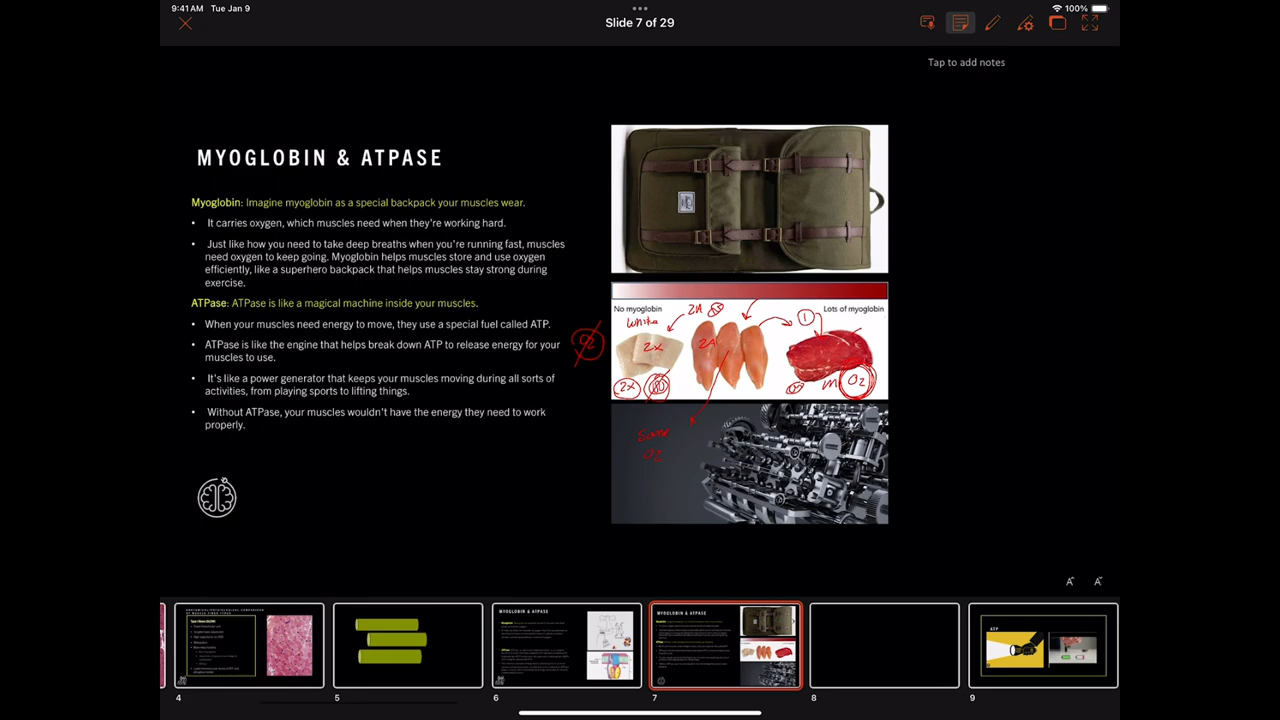 9:41 AM Tue Jan 9
100%
Slide 7 of 29
Tap to add notes
MYOGLOBIN & ATPASE
Myoglobin: Imagine myoglobin as a special backpack your muscles wear.
• It carries oxygen, which muscles need when they're working hard.
• Just like how you need to take deep breaths when you're running fast, muscles
need oxygen to keep going. Myoglobin helps muscles store and use oxygen
efficiently, like a superhero backpack that helps muscles stay strong during
exercise.
ATPase: ATPase is like a magical machine inside your muscles.
• When your muscles need energy to move, they use a special fuel called ATP.
• ATPase is the engine that helps break down ATP to release energy for your
muscles to use.
• It's like a power generator that keeps your muscles moving during all sorts of
activities, from playing sports to lifting things.
• Without ATPase, your muscles wouldn't have the energy they need to work
properly.
No myoglobin
Lots of myoglobin
White
2A
1
2x
2A
2x
O2
O2
Some
O2
MYOGLOBIN & ATPASE
MYOGLOBIN & ATPASE
ATP
4
5
6
7
8
9